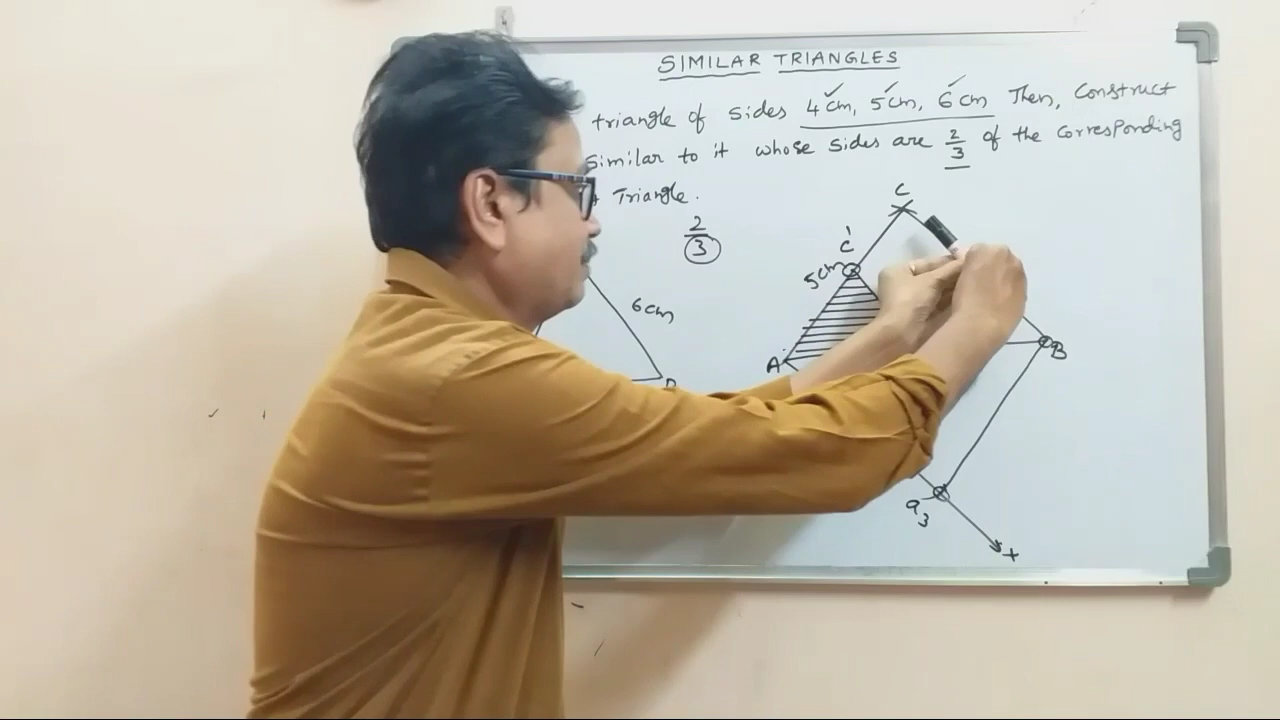 SIMILAR TRIANGLES
triangle of sides 4 cm, 5 cm, 6 cm Then, Construct
similar to it whose sides are 2/3 of the corresponding
Triangle.
2/3
C
C'
5cm
6cm
A
B
a3
X